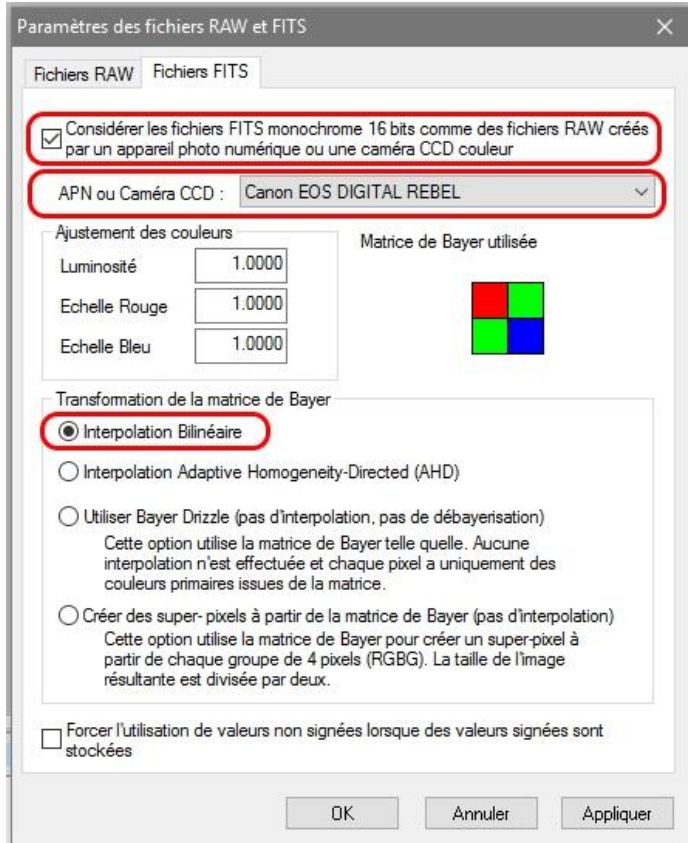 Paramètres des fichiers RAW et FITS
Fichiers RAW
Fichiers FITS
Considérer les fichiers FITS monochrome 16 bits comme des fichiers RAW créés
par un appareil photo numérique ou une caméra CCD couleur
APN ou Caméra CCD :
Canon EOS DIGITAL REBEL
Ajustement des couleurs
Luminosité
1.0000
Echelle Rouge
1.0000
Echelle Bleu
1.0000
Matrice de Bayer utilisée
Transformation de la matrice de Bayer
Interpolation Bilinéaire
Interpolation Adaptive Homogeneity-Directed (AHD)
Utiliser Bayer Drizzle (pas d'interpolation, pas de débayerisation)
Cette option utilise la matrice de Bayer telle quelle. Aucune
interpolation n'est effectuée et chaque pixel a uniquement des
couleurs primaires issues de la matrice.
Créer des super- pixels à partir de la matrice de Bayer (pas d'interpolation)
Cette option utilise la matrice de Bayer pour créer un super-pixel à
partir de chaque groupe de 4 pixels (RGBG). La taille de l'image
résultante est divisée par deux.
Forcer l'utilisation de valeurs non signées lorsque des valeurs signées sont
stockées
OK
Annuler
Appliquer